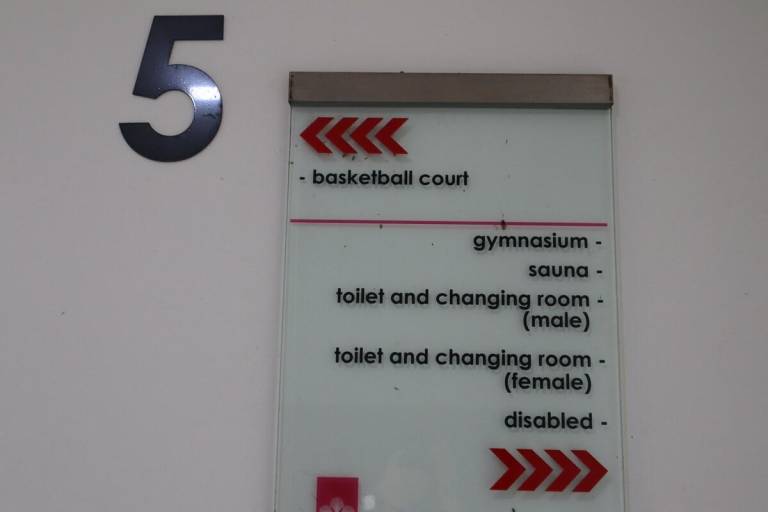 5
- basketball court
gymnasium -
sauna -
toilet and changing room -
(male)
toilet and changing room -
(female)
disabled -